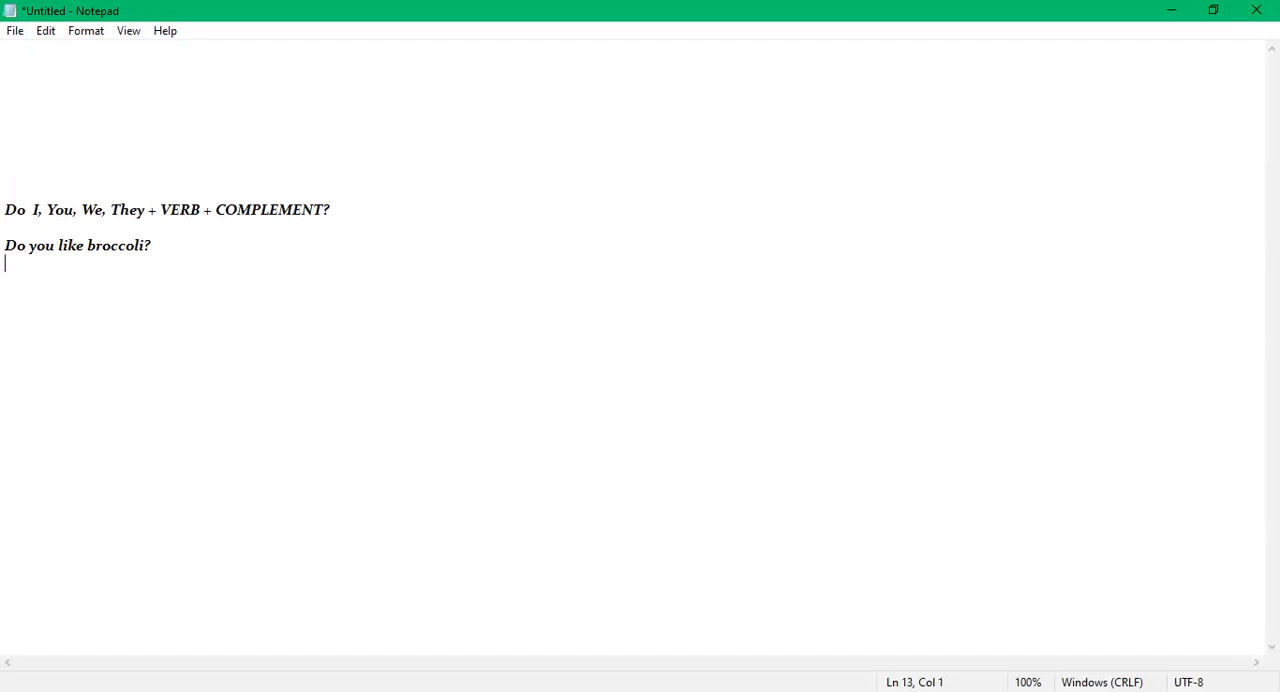 *Untitled - Notepad
File Edit Format View Help
Do  I, You, We, They + VERB + COMPLEMENT?
Do you like broccoli?
Ln 13, Col 1 100% Windows (CRLF) UTF-8